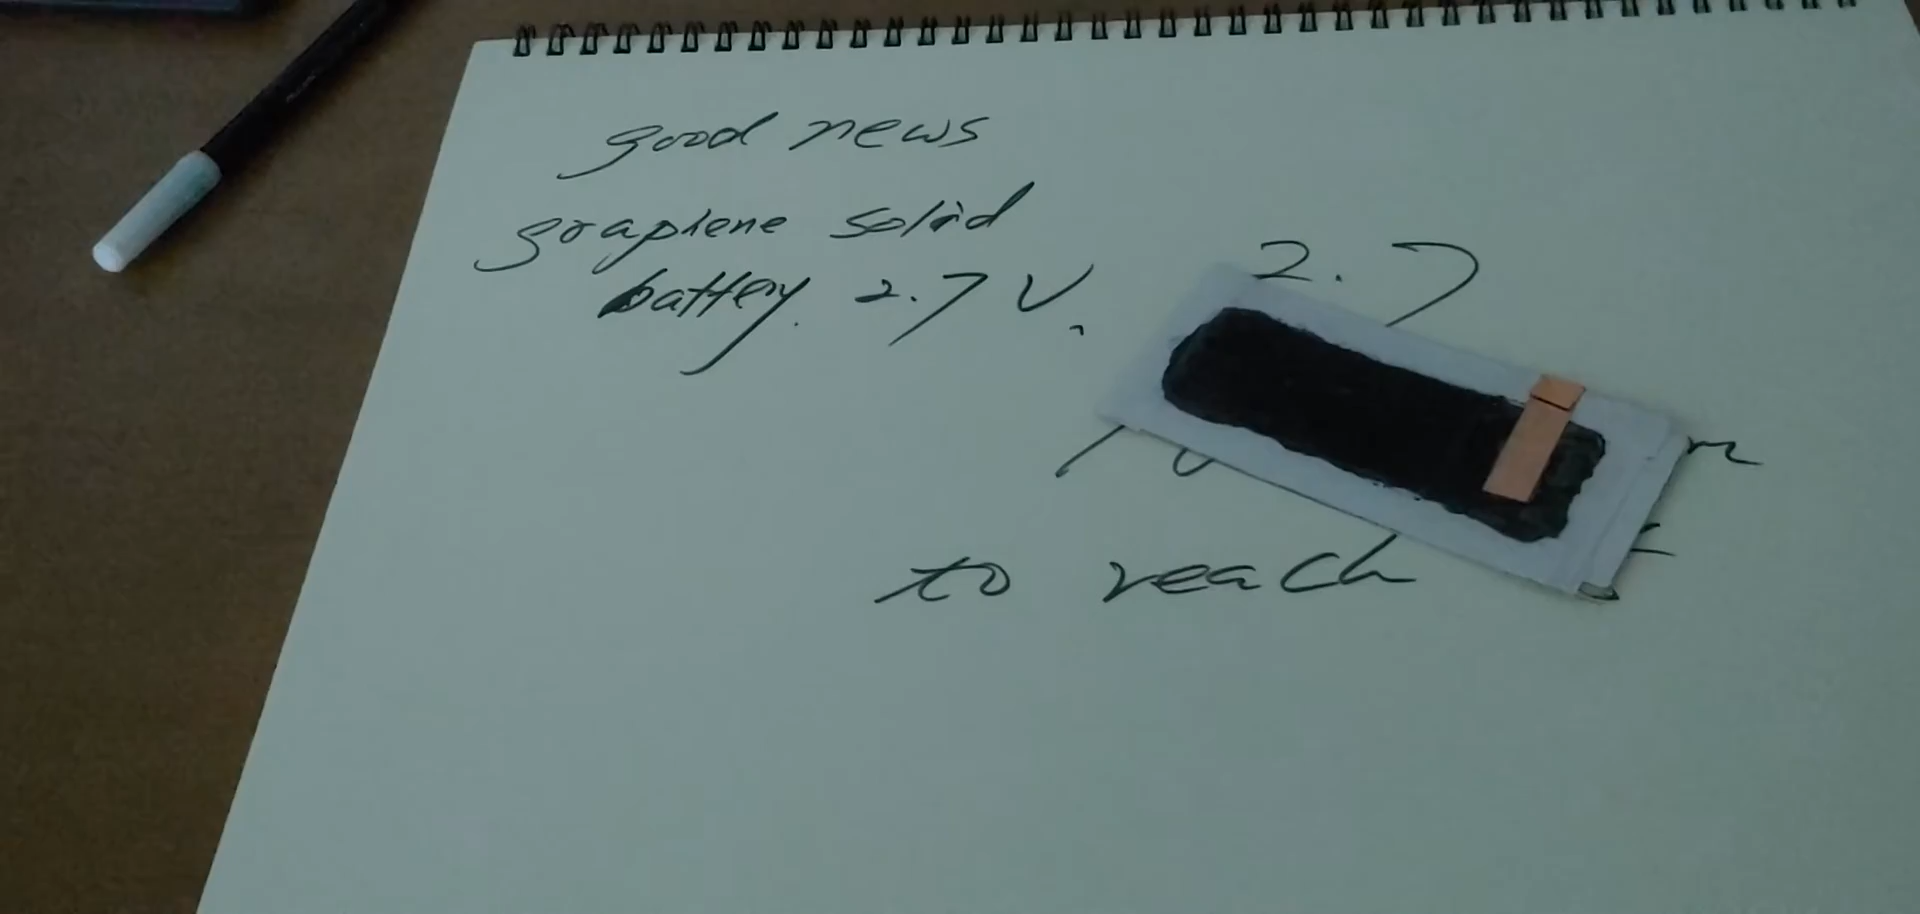 good news
graphene solid
battery. 2.7 V,
2.7
to reach